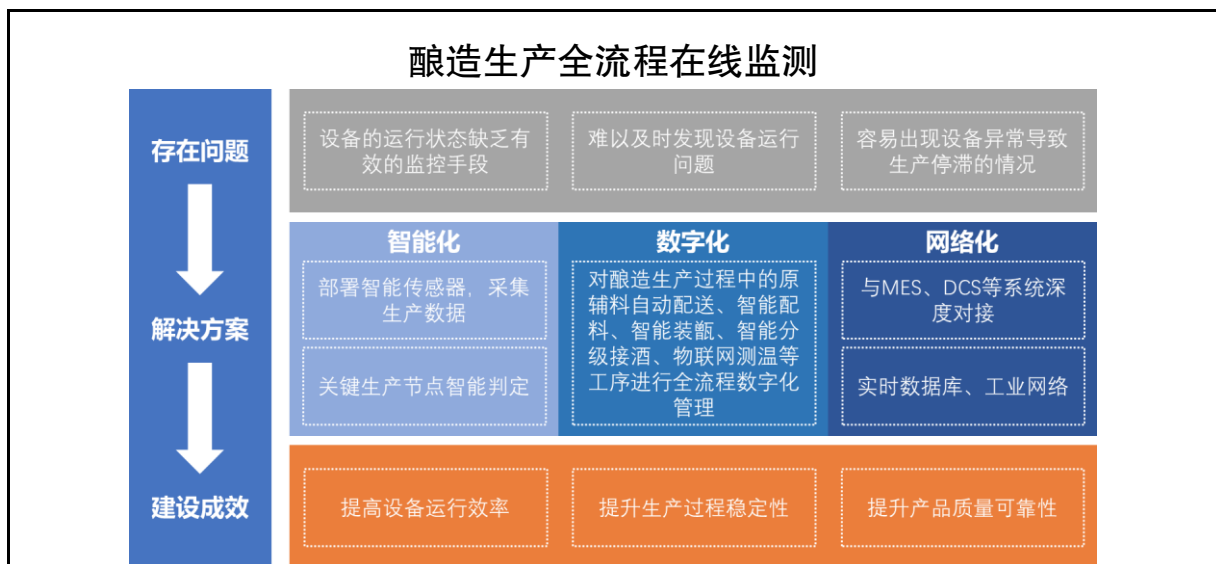 酿造生产全流程在线监测
存在问题
设备的运行状态缺乏有
效的监控手段
难以及时发现设备运行
问题
容易出现设备异常导致
生产停滞的情况
解决方案
智能化
部署智能传感器，采集
生产数据
关键生产节点智能判定
数字化
对酿造生产过程中的原
辅料自动配送、智能配
料、智能装甑、智能分
级接酒、物联网测温等
工序进行全流程数字化
管理
网络化
与MES、DCS等系统深
度对接
实时数据库、工业网络
建设成效
提高设备运行效率
提升生产过程稳定性
提升产品质量可靠性